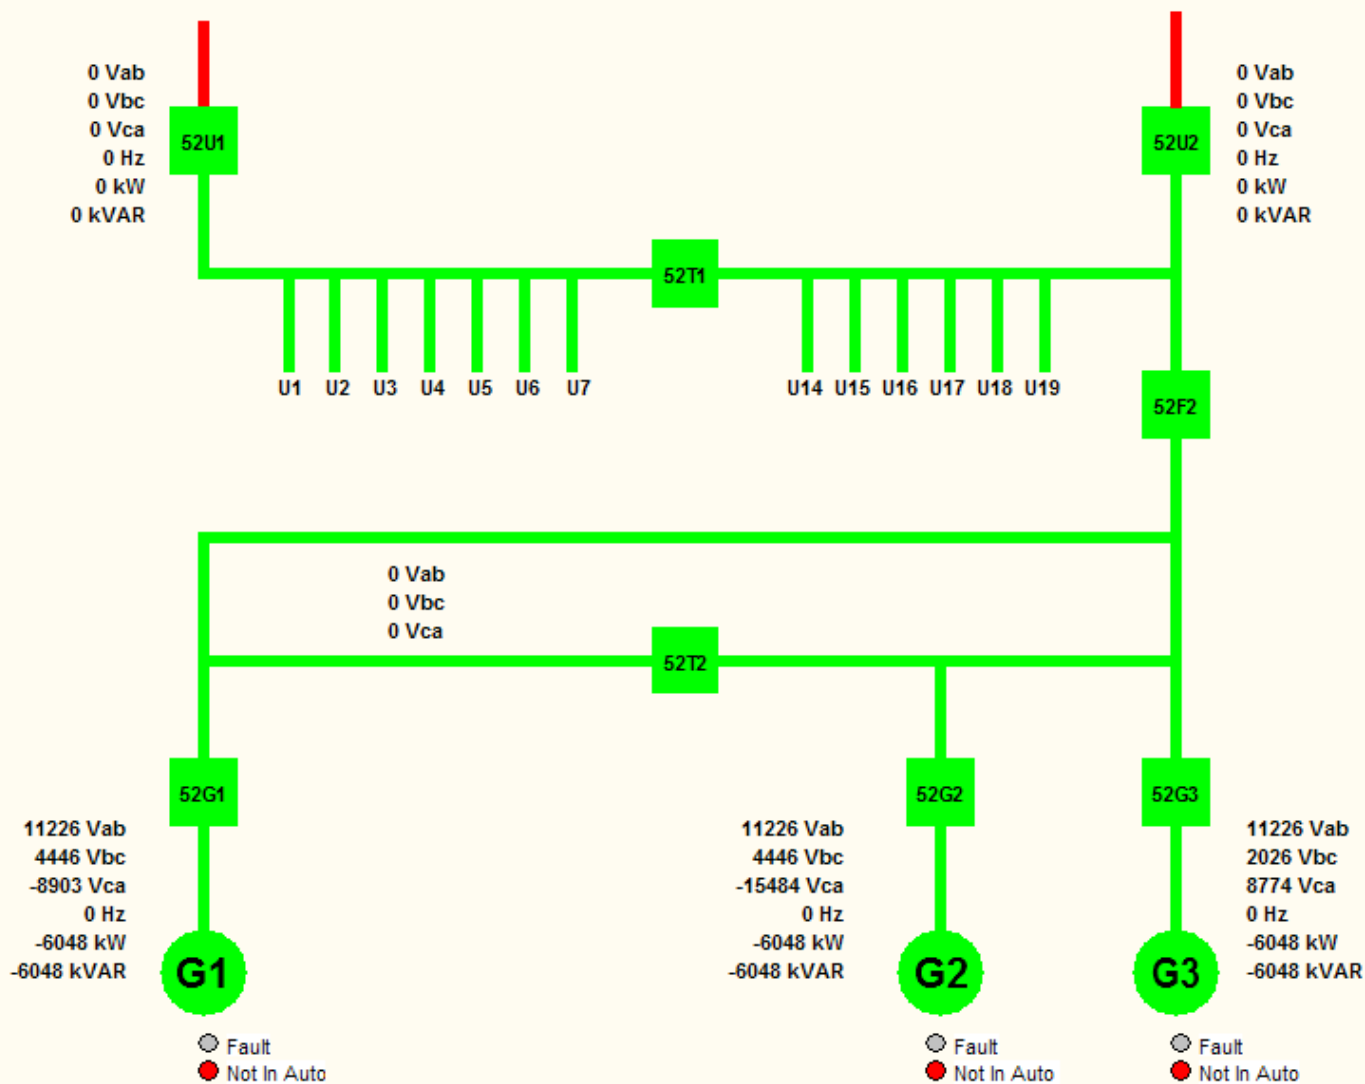 0 Vab
0 Vbc
0 Vca
0 Hz
0 kW
0 kVAR
52U1
52U2
0 Vab
0 Vbc
0 Vca
0 Hz
0 kW
0 kVAR
52T1
U1 U2 U3 U4 U5 U6 U7
U14 U15 U16 U17 U18 U19
52F2
0 Vab
0 Vbc
0 Vca
52T2
52G1
52G2
52G3
11226 Vab
4446 Vbc
-8903 Vca
0 Hz
-6048 kW
-6048 kVAR
G1
Fault
Not In Auto
11226 Vab
4446 Vbc
-15484 Vca
0 Hz
-6048 kW
-6048 kVAR
G2
Fault
Not In Auto
11226 Vab
2026 Vbc
8774 Vca
0 Hz
-6048 kW
-6048 kVAR
G3
Fault
Not In Auto